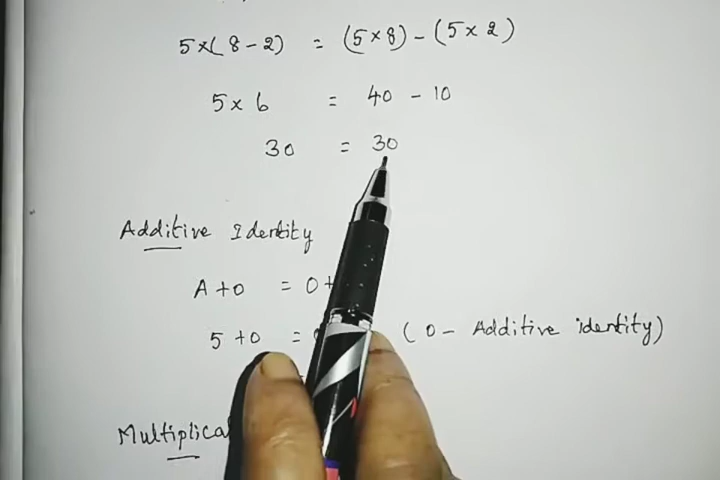 5×(8-2) = (5×8)-(5×2)
5×6 = 40 - 10
30 = 30
Additive Identity
A+0 = 0+
5+0 = (0- Additive identity)